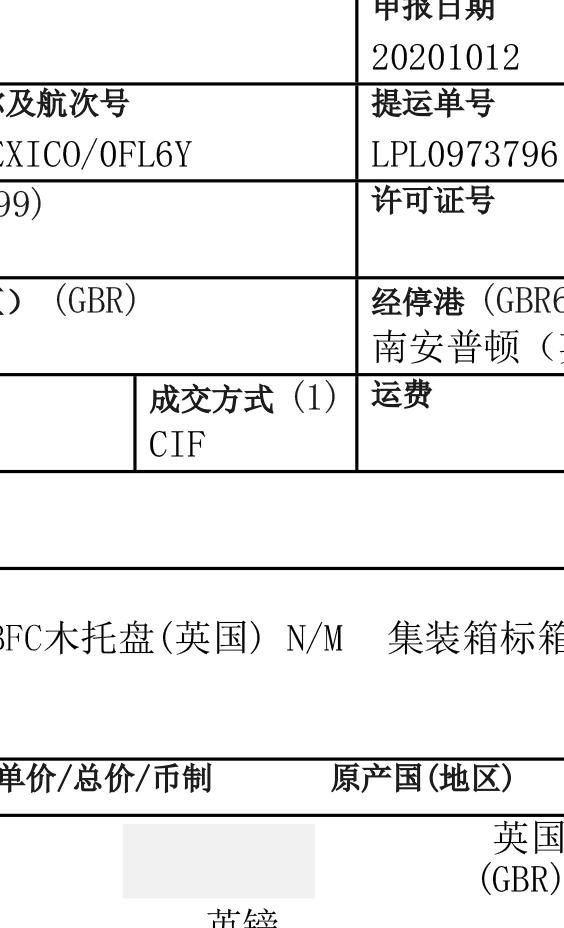 申报日期
20201012
及航次号
提运单号
EXICO/0FL6Y
LPL0973796
99)
许可证号
) (GBR)
经停港 (GBR6
南安普顿 (
成交方式 (1)
运费
CIF
BFC木托盘(英国) N/M 集装箱标箱
单价/总价/币制
原产国(地区)
英国
(GBR)
英镑